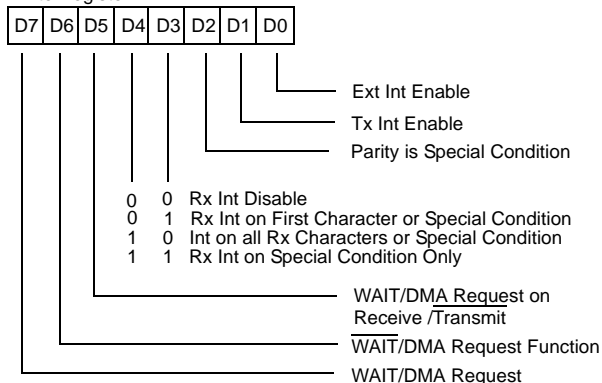 D7 D6 D5 D4 D3 D2 D1 D0
Ext Int Enable
Tx Int Enable
Parity is Special Condition
0 0 Rx Int Disable
0 1 Rx Int on First Character or Special Condition
1 0 Int on all Rx Characters or Special Condition
1 1 Rx Int on Special Condition Only
WAIT/DMA Request on
Receive /Transmit
WAIT/DMA Request Function
WAIT/DMA Request